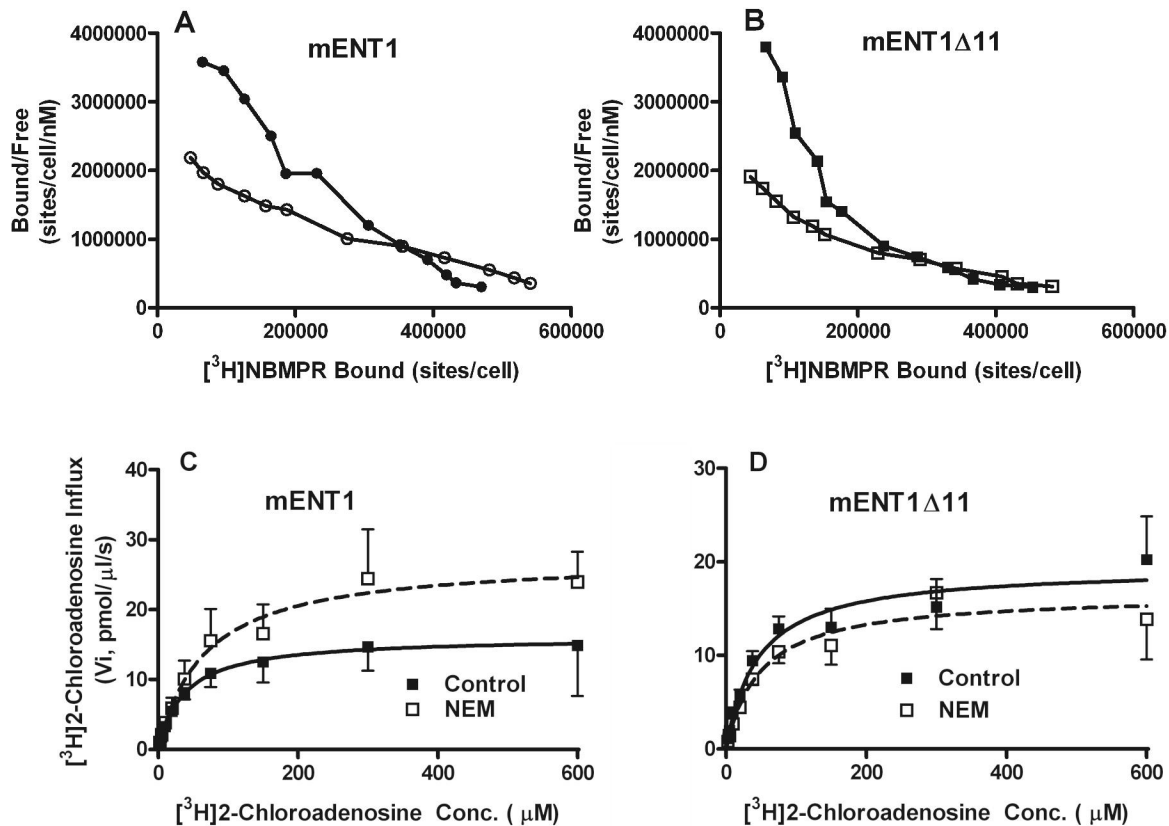 A
mENT1
Bound/Free
(sites/cell/nM)
4000000
3000000
2000000
1000000
0
0
200000
400000
600000
[³H]NBMPR Bound (sites/cell)
B
mENT1Δ11
Bound/Free
(sites/cell/nM)
4000000
3000000
2000000
1000000
0
0
200000
400000
600000
[³H]NBMPR Bound (sites/cell)
C
mENT1
[³H]2-Chloroadenosine Influx
(Vi, pmol/µl/s)
40
30
20
10
0
Control
NEM
0
200
400
600
[³H]2-Chloroadenosine Conc. ( µM)
D
mENT1Δ11
30
20
10
0
Control
NEM
0
200
400
600
[³H]2-Chloroadenosine Conc. ( µM)